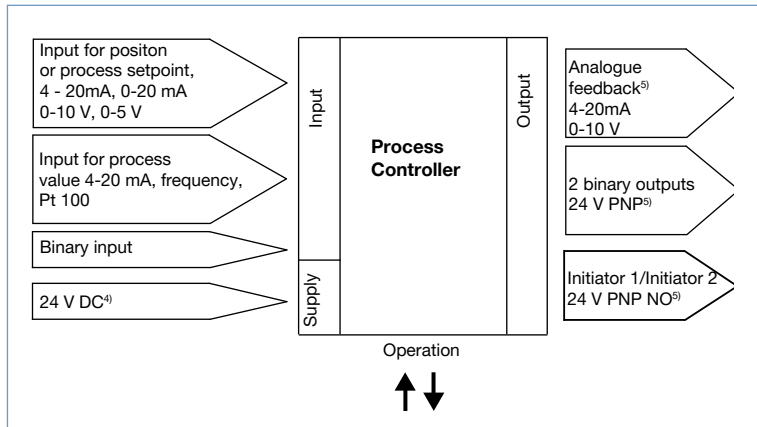 Input for positon
or process setpoint,
4 - 20mA, 0-20 mA
0-10 V, 0-5 V
Input for process
value 4-20 mA, frequency,
Pt 100
Binary input
24 V DC4)
Input
Supply
Process
Controller
Output
Analogue
feedback5)
4-20mA
0-10 V
2 binary outputs
24 V PNP5)
Initiator 1/Initiator 2
24 V PNP NO5)
Operation